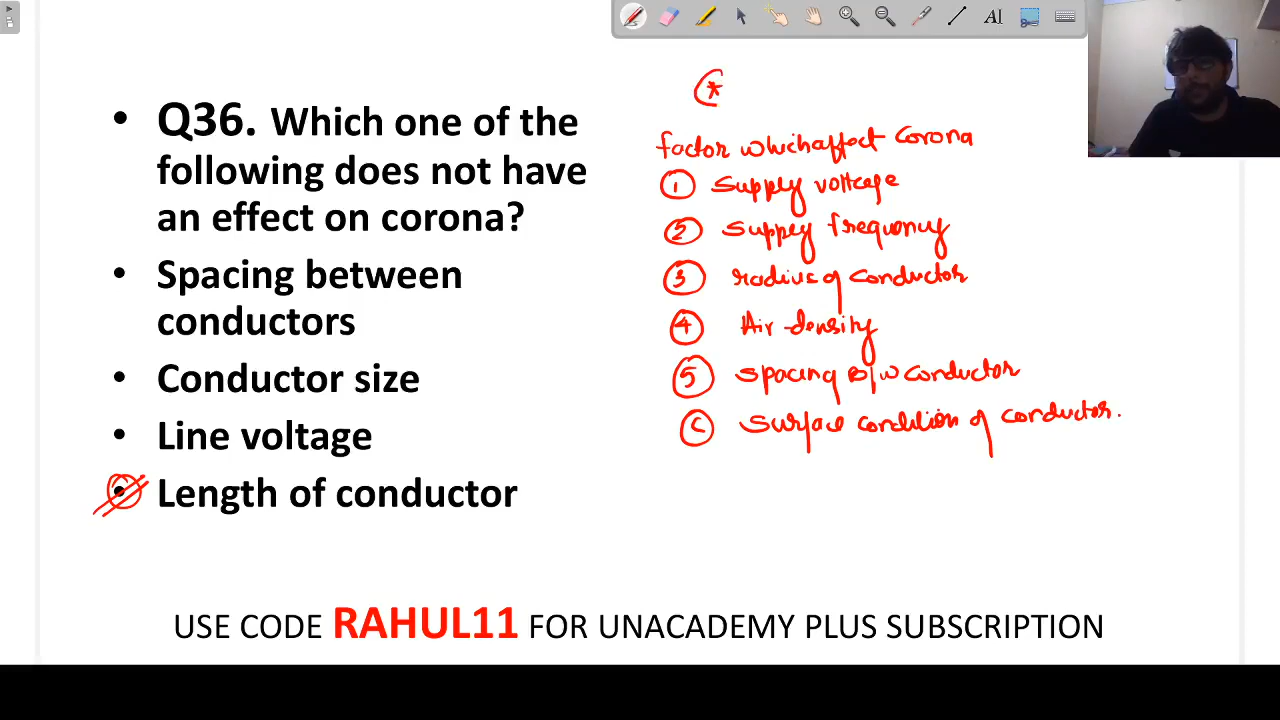 • Q36. Which one of the
following does not have
an effect on corona?
• Spacing between
conductors
• Conductor size
• Line voltage
• Length of conductor
(*
factor which affect Corona
① Supply voltage
② Supply frequency
③ radius of conductor
④ Air density
⑤ Spacing B/w conductor
⑥ Surface condition of conductor.
USE CODE RAHUL11 FOR UNACADEMY PLUS SUBSCRIPTION
AI